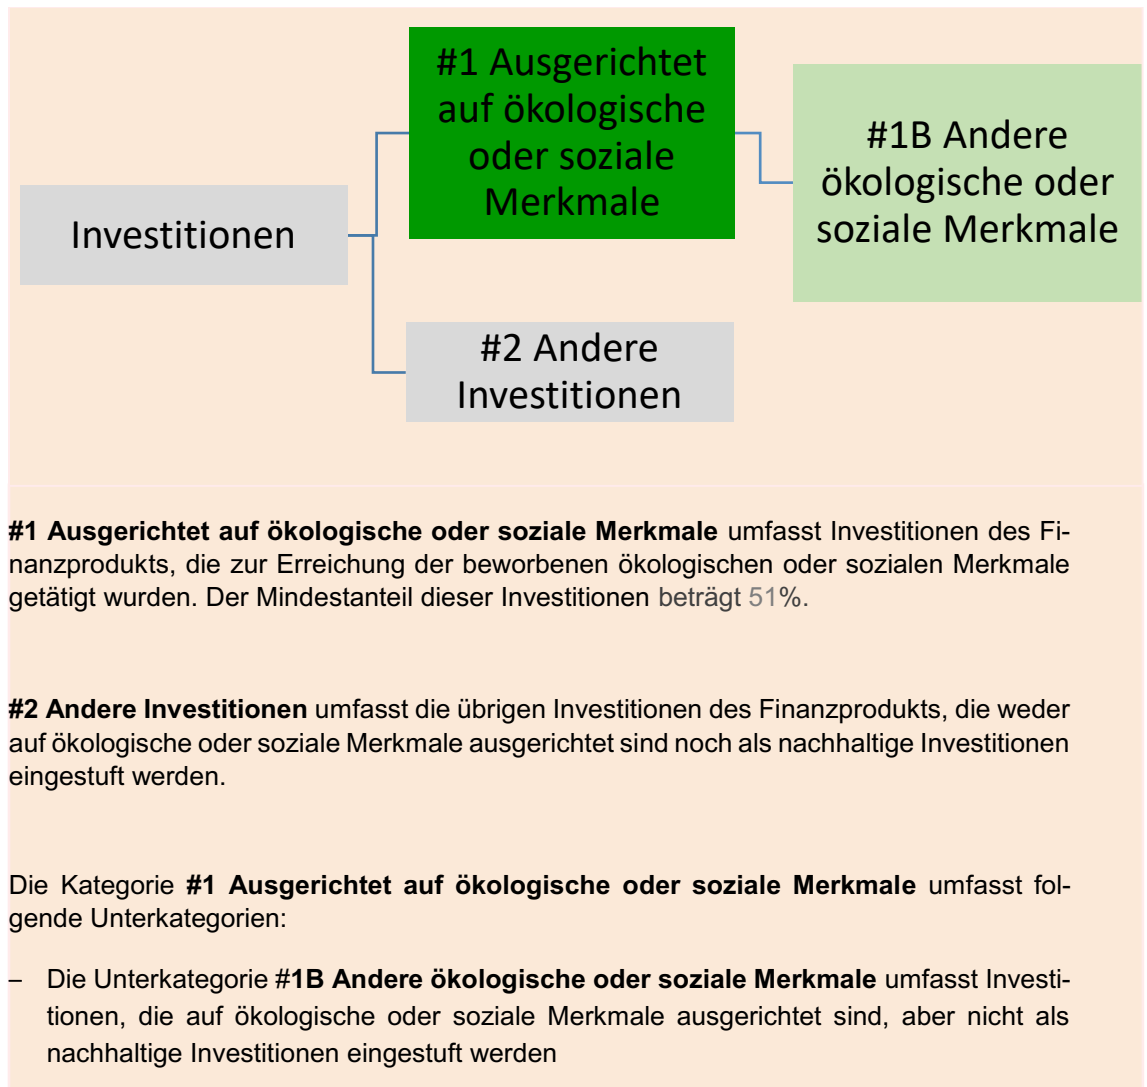 #1 Ausgerichtet
auf ökologische
oder soziale
Merkmale
#1B Andere
ökologische oder
soziale Merkmale
Investitionen
#2 Andere
Investitionen
#1 Ausgerichtet auf ökologische oder soziale Merkmale umfasst Investitionen des Fi-
nanzprodukts, die zur Erreichung der beworbenen ökologischen oder sozialen Merkmale
getätigt wurden. Der Mindestanteil dieser Investitionen beträgt 51%.
#2 Andere Investitionen umfasst die übrigen Investitionen des Finanzprodukts, die weder
auf ökologische oder soziale Merkmale ausgerichtet sind noch als nachhaltige Investitionen
eingestuft werden.
Die Kategorie #1 Ausgerichtet auf ökologische oder soziale Merkmale umfasst fol-
gende Unterkategorien:
– Die Unterkategorie #1B Andere ökologische oder soziale Merkmale umfasst Investi-
tionen, die auf ökologische oder soziale Merkmale ausgerichtet sind, aber nicht als
nachhaltige Investitionen eingestuft werden